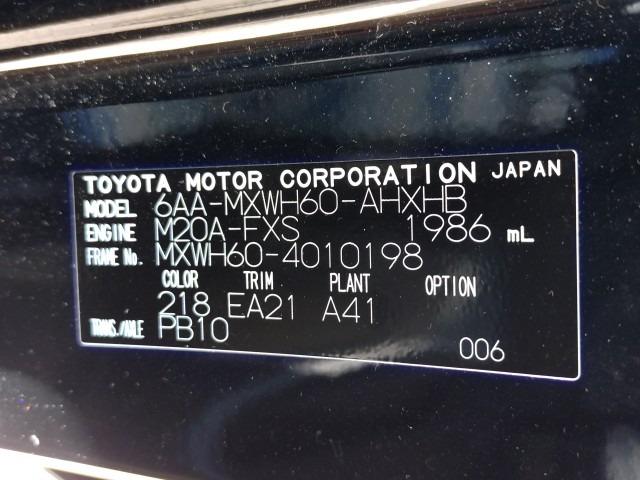 TOYOTA MOTOR CORPORATION JAPAN
MODEL 6AA-MXWH60-AHXHB
ENGINE M20A-FXS 1986 mL
FRAME No. MXWH60-4010198
COLOR TRIM PLANT OPTION
218 EA21 A41
TRANS./AXLE PB10
006